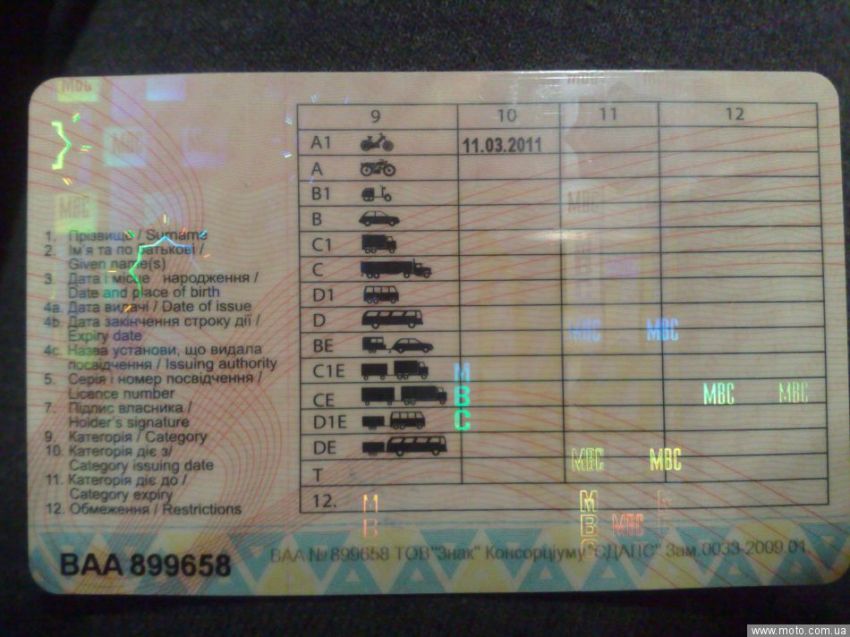 9 10 11 12
A1 11.03.2011
A
B1
B
C1
C
D1
D
BE
C1E
CE
D1E
DE
T
12.
1. Прізвище / Surname
2. Ім'я та по батькові /
Given name(s)
3. Дата і місце народження /
Date and place of birth
4a. Дата видачі / Date of issue
4b. Дата закінчення строку дії /
Expiry date
4c. Назва установи, що видала
посвідчення / Issuing authority
5. Серія і номер посвідчення /
Licence number
7. Підпис власника /
Holder's signature
9. Категорія / Category
10. Категорія діє з/
Category issuing date
11. Категорія діє до /
Category expiry
12. Обмеження / Restrictions
МВС
МВС
МВС
МВС
МВС
МВС
МВС
МВС
МВС
МВС
МВС
ВАА 899658
ВАА № 899658 ТОВ"Знак" Консорціуму "ЄДАПС" Зам.0033-2009.01.
www.moto.com.ua